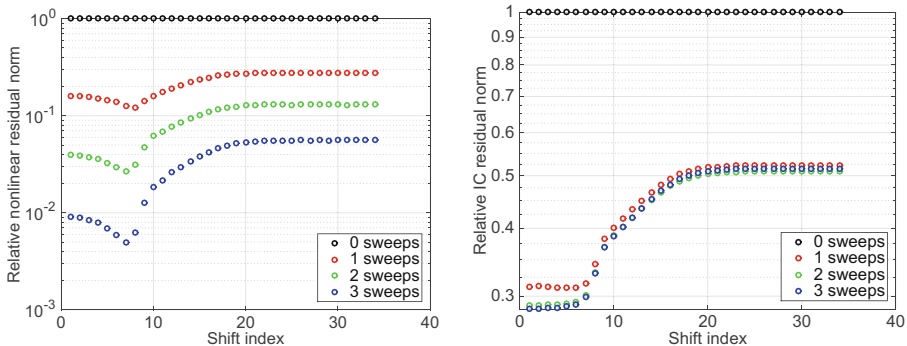 Relative nonlinear residual norm
10^0
10^-1
10^-2
10^-3
0 10 20 30 40
Shift index
0 sweeps
1 sweeps
2 sweeps
3 sweeps
Relative IC residual norm
1
0.9
0.8
0.7
0.6
0.5
0.4
0.3
0 10 20 30 40
Shift index
0 sweeps
1 sweeps
2 sweeps
3 sweeps